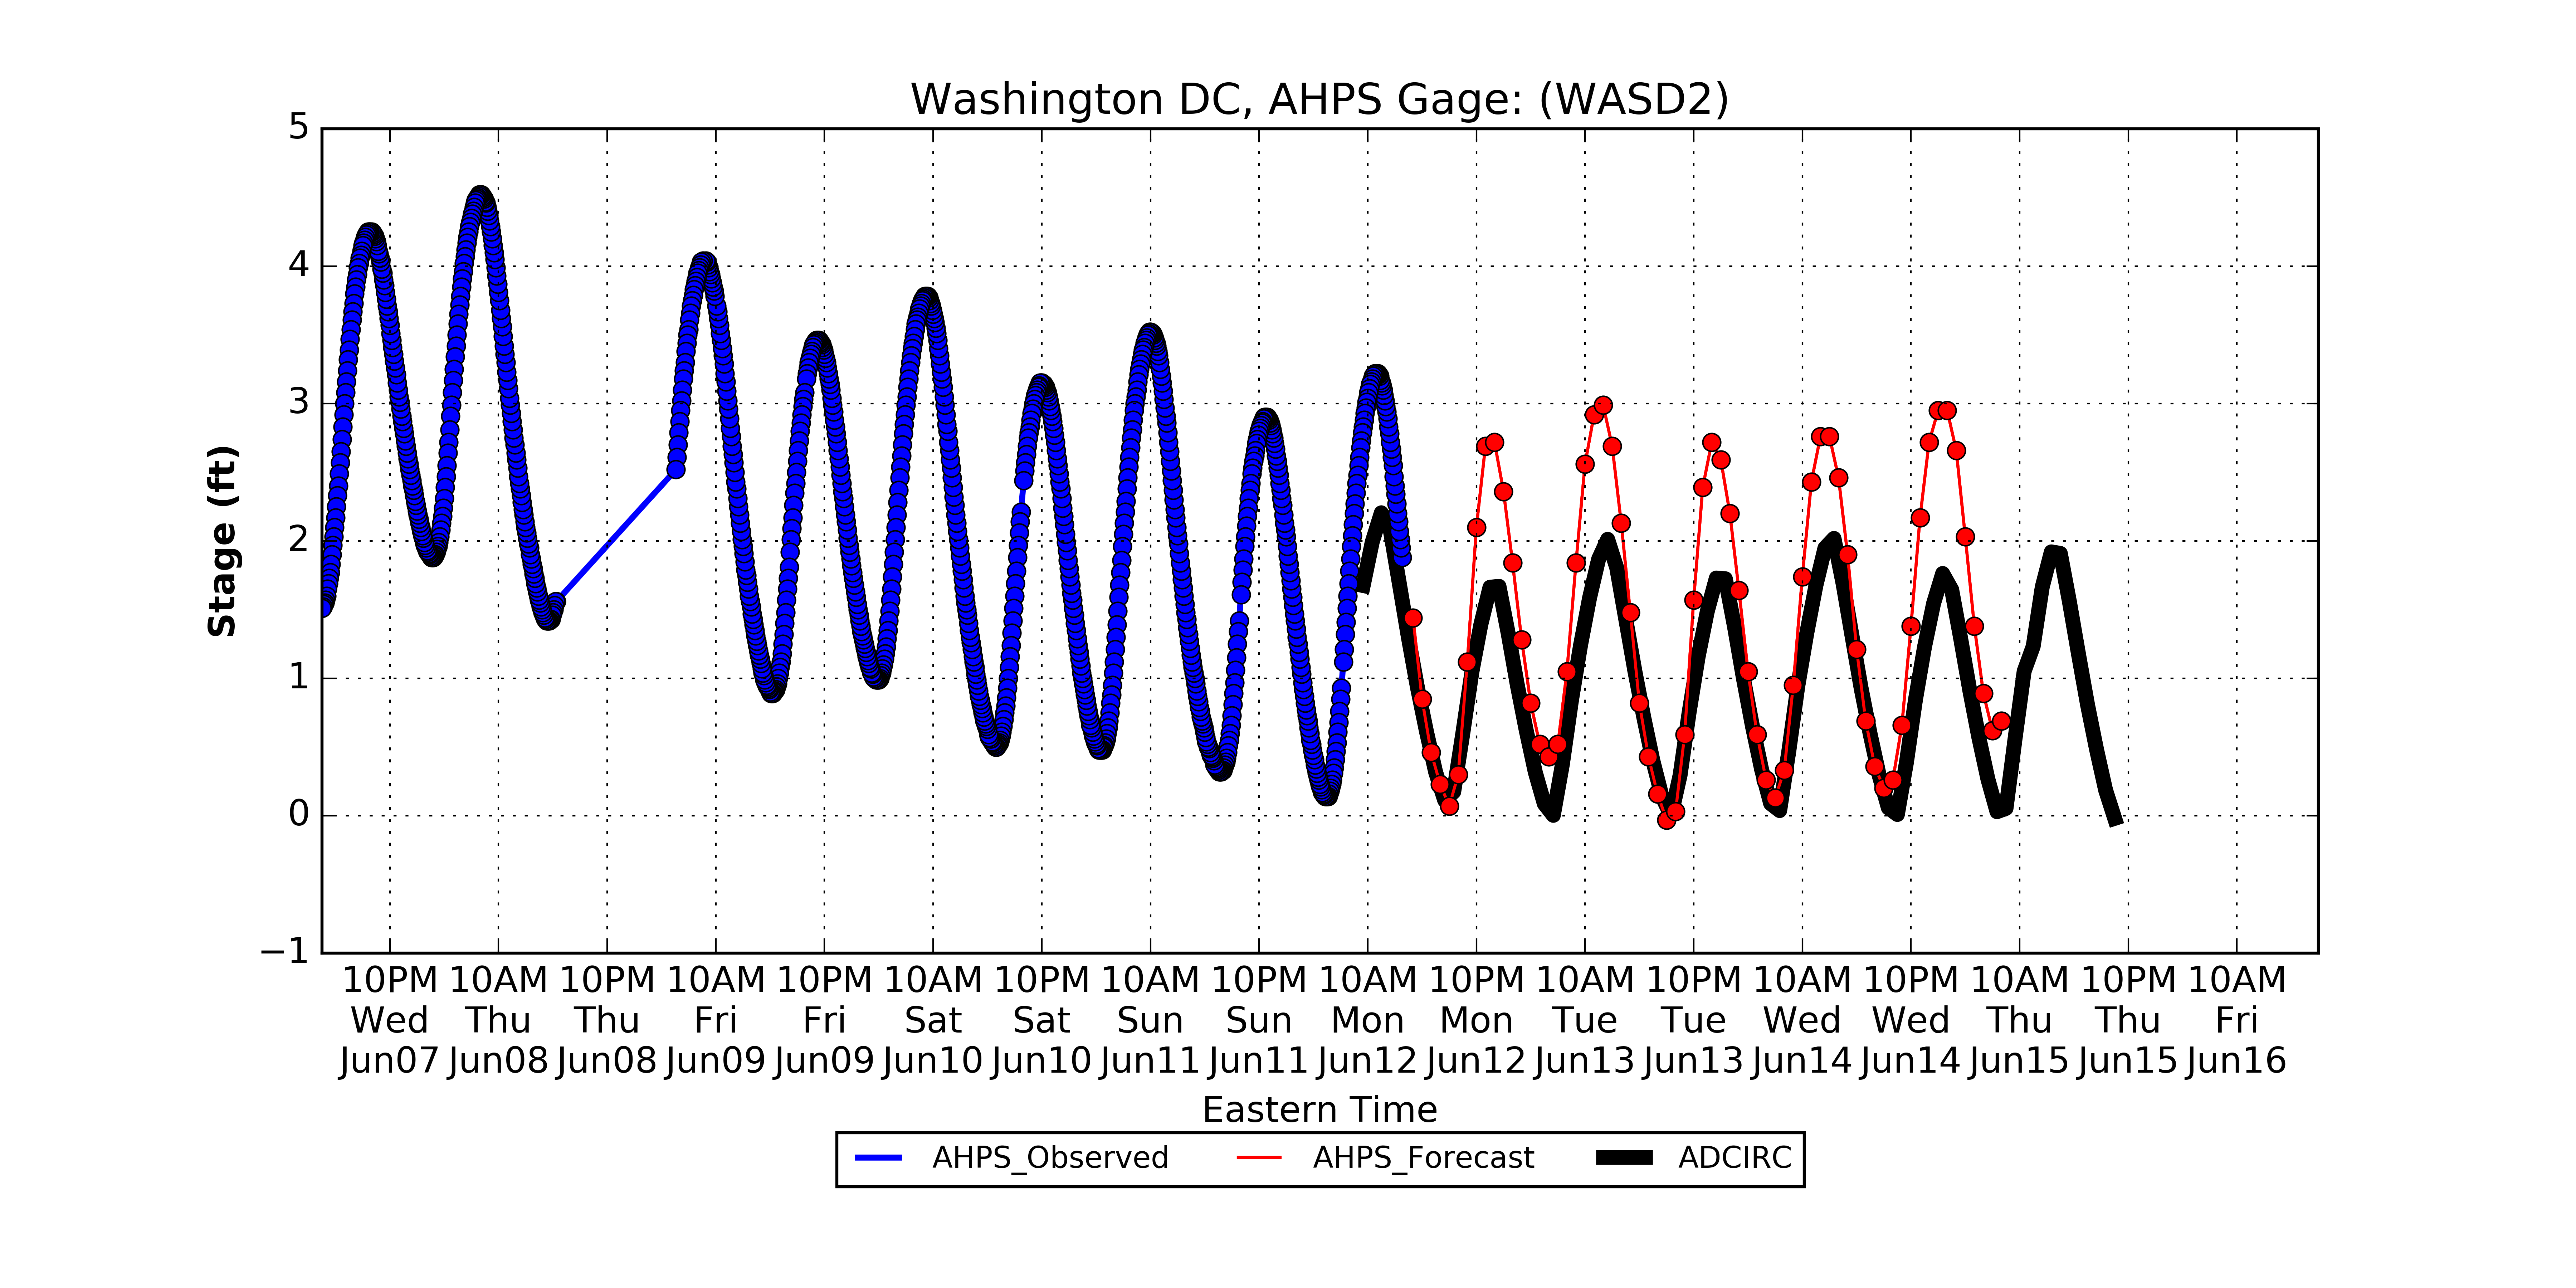 Washington DC, AHPS Gage: (WASD2)
5
4
3
2
1
0
−1
Stage (ft)
10PM 10AM 10PM 10AM 10PM 10AM 10PM 10AM 10PM 10AM 10PM 10AM 10PM 10AM 10PM 10AM 10PM 10AM
Wed Thu Thu Fri Fri Sat Sat Sun Sun Mon Mon Tue Tue Wed Wed Thu Thu Fri
Jun07 Jun08 Jun08 Jun09 Jun09 Jun10 Jun10 Jun11 Jun11 Jun12 Jun12 Jun13 Jun13 Jun14 Jun14 Jun15 Jun15 Jun16
Eastern Time
AHPS_Observed AHPS_Forecast ADCIRC